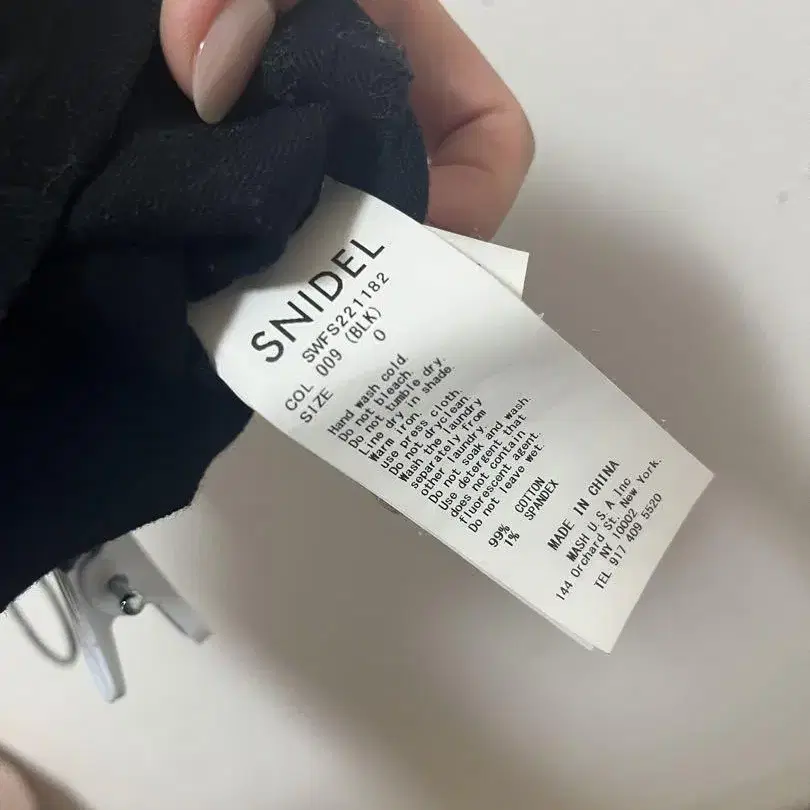 SNIDEL
SWFS221182
COL 009 (BLK)
SIZE 0
Hand wash cold.
Do not bleach.
Do not tumble dry.
Line dry in shade.
Warm iron.
Use press cloth.
Do not dryclean.
Wash the laundry
separately from
other laundry.
Do not soak and wash.
Use detergent that
does not contain
fluorescent agent.
Do not leave wet.
99% COTTON
1% SPANDEX
MADE IN CHINA
MASH U.S.A Inc.
144 Orchard St. New York.
NY 10002
TEL 917 409 5520